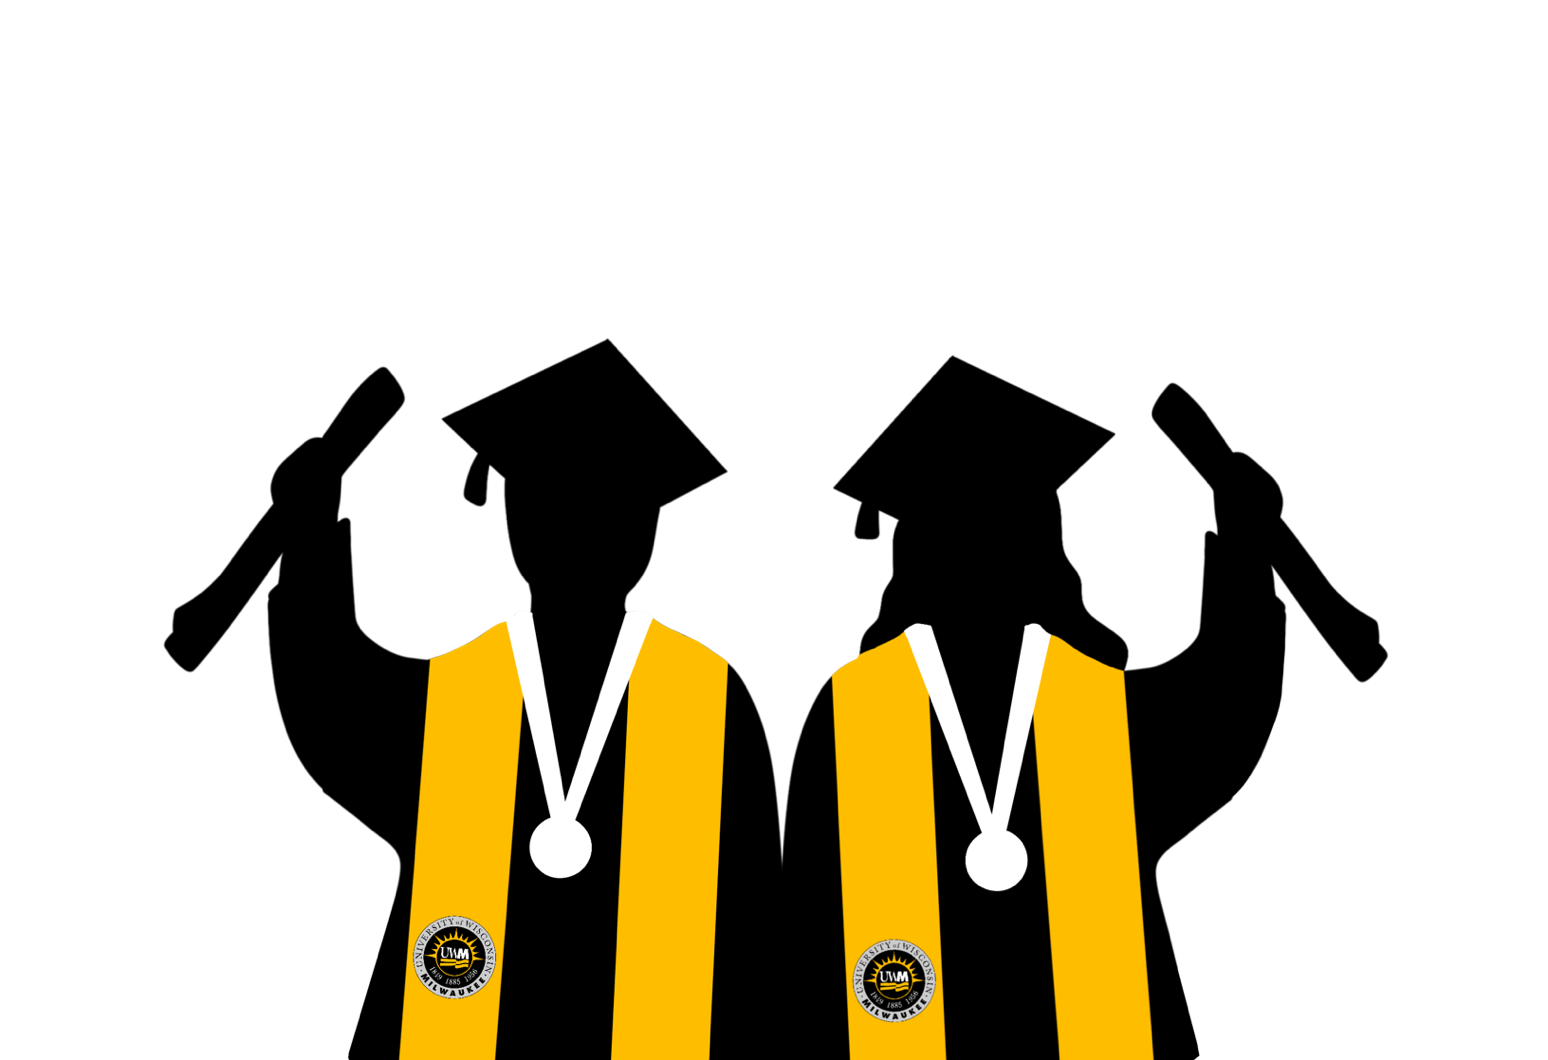 UNIVERSITY of WISCONSIN
UWM
1849 1885 1956
MILWAUKEE
UNIVERSITY of WISCONSIN
UWM
1849 1885 1956
MILWAUKEE